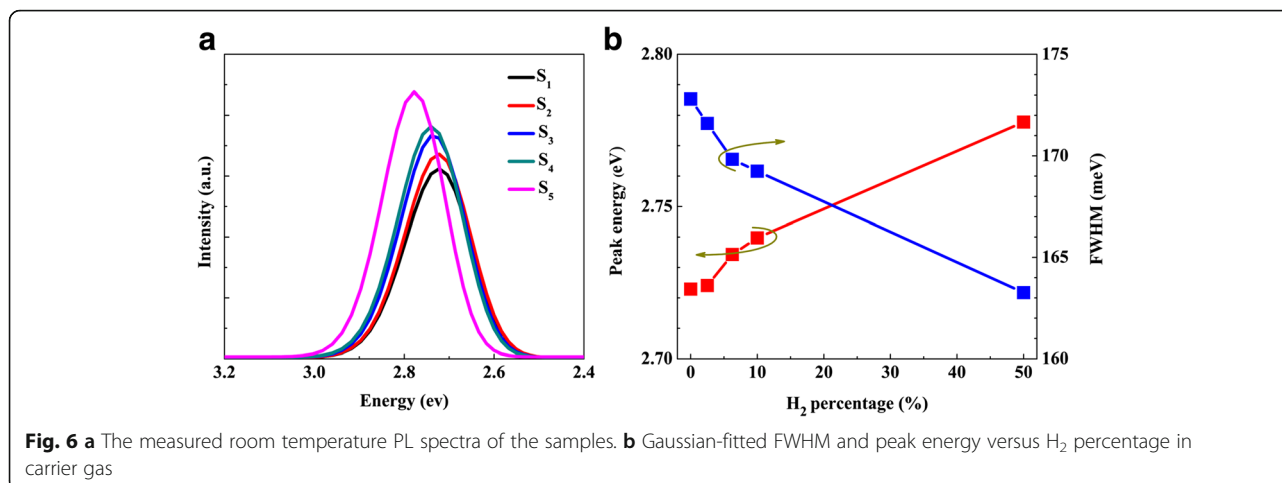 a
b
S1
S2
S3
S4
S5
Intensity (a.u.)
3.2 3.0 2.8 2.6 2.4
Energy (ev)
2.80
2.75
2.70
Peak energy (eV)
175
170
165
160
FWHM (meV)
0 10 20 30 40 50
H2 percentage (%)
Fig. 6 a The measured room temperature PL spectra of the samples. b Gaussian-fitted FWHM and peak energy versus H2 percentage in
carrier gas